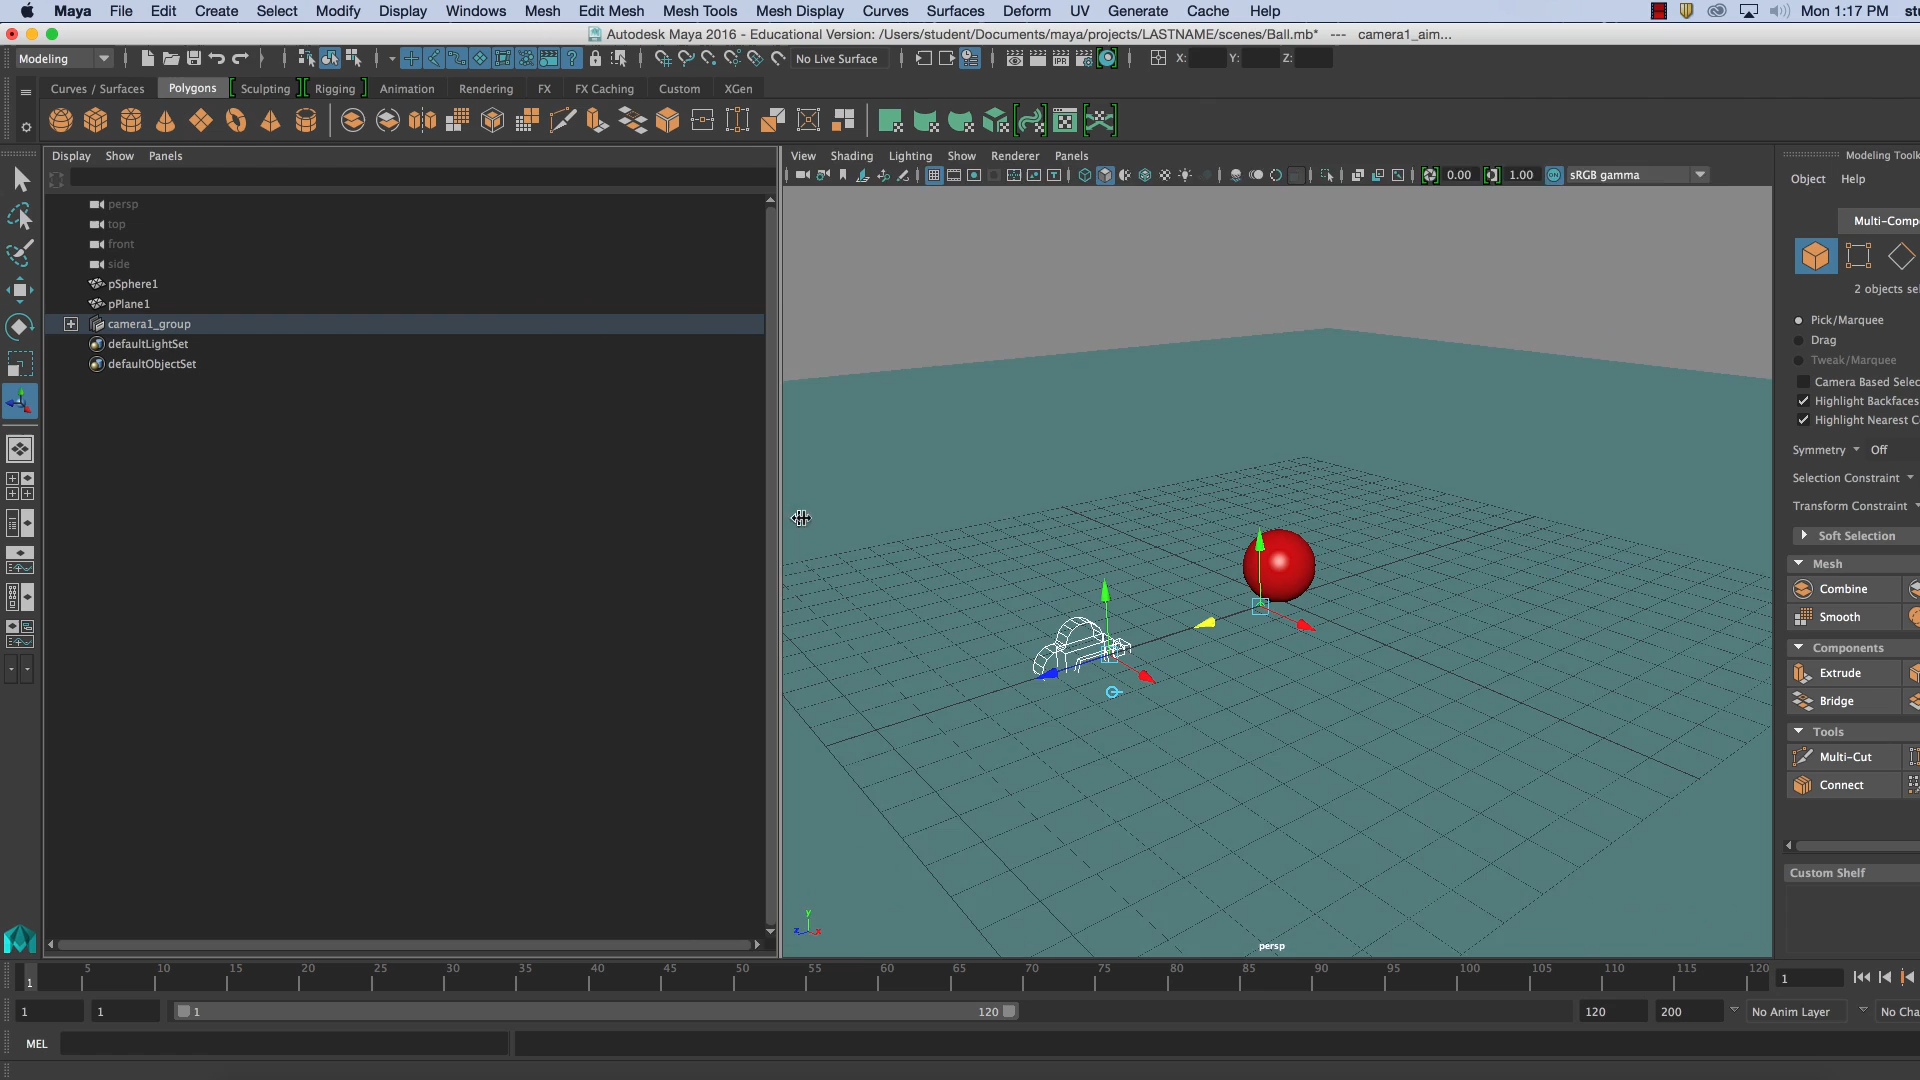 Maya File Edit Create Select Modify Display Windows Mesh Edit Mesh Mesh Tools Mesh Display Curves Surfaces Deform UV Generate Cache Help Mon 1:17 PM stu
Autodesk Maya 2016 - Educational Version: /Users/student/Documents/maya/projects/LASTNAME/scenes/Ball.mb* --- camera1_aim...
Modeling No Live Surface X: Y: Z:
Curves / Surfaces Polygons Sculpting Rigging Animation Rendering FX FX Caching Custom XGen
Display Show Panels
View Shading Lighting Show Renderer Panels
0.00 1.00 ON sRGB gamma
persp
top
front
side
pSphere1
pPlane1
camera1_group
defaultLightSet
defaultObjectSet
y
z x
persp
Modeling Toolk
Object Help
Multi-Compo
2 objects sel
Pick/Marquee
Drag
Tweak/Marquee
Camera Based Selec
Highlight Backfaces
Highlight Nearest Co
Symmetry Off
Selection Constraint
Transform Constraint
Soft Selection
Mesh
Combine
Smooth
Components
Extrude
Bridge
Tools
Multi-Cut
Connect
Custom Shelf
1 5 10 15 20 25 30 35 40 45 50 55 60 65 70 75 80 85 90 95 100 105 110 115 120 1
1 1 1 120 120 200 No Anim Layer No Cha
MEL